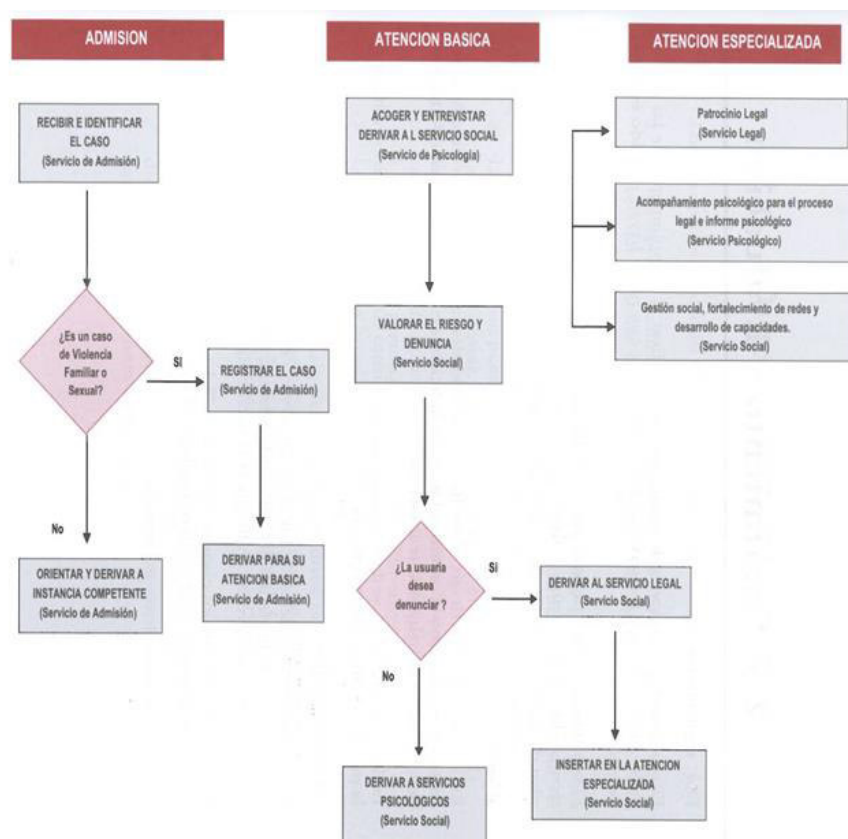 ADMISION
RECIBIR E IDENTIFICAR
EL CASO
(Servicio de Admisión)
¿Es un caso
de Violencia
Familiar o
Sexual?
Si
REGISTRAR EL CASO
(Servicio de Admisión)
No
ORIENTAR Y DERIVAR A
INSTANCIA COMPETENTE
(Servicio de Admisión)
DERIVAR PARA SU
ATENCION BASICA
(Servicio de Admisión)
ATENCION BASICA
ACOGER Y ENTREVISTAR
DERIVAR A L SERVICIO SOCIAL
(Servicio de Psicología)
VALORAR EL RIESGO Y
DENUNCIA
(Servicio Social)
¿La usuaria
desea
denunciar ?
Si
DERIVAR AL SERVICIO LEGAL
(Servicio Social)
No
DERIVAR A SERVICIOS
PSICOLOGICOS
(Servicio Social)
INSERTAR EN LA ATENCION
ESPECIALIZADA
(Servicio Social)
ATENCION ESPECIALIZADA
Patrocinio Legal
(Servicio Legal)
Acompañamiento psicológico para el proceso
legal e informe psicológico
(Servicio Psicológico)
Gestión social, fortalecimiento de redes y
desarrollo de capacidades.
(Servicio Social)